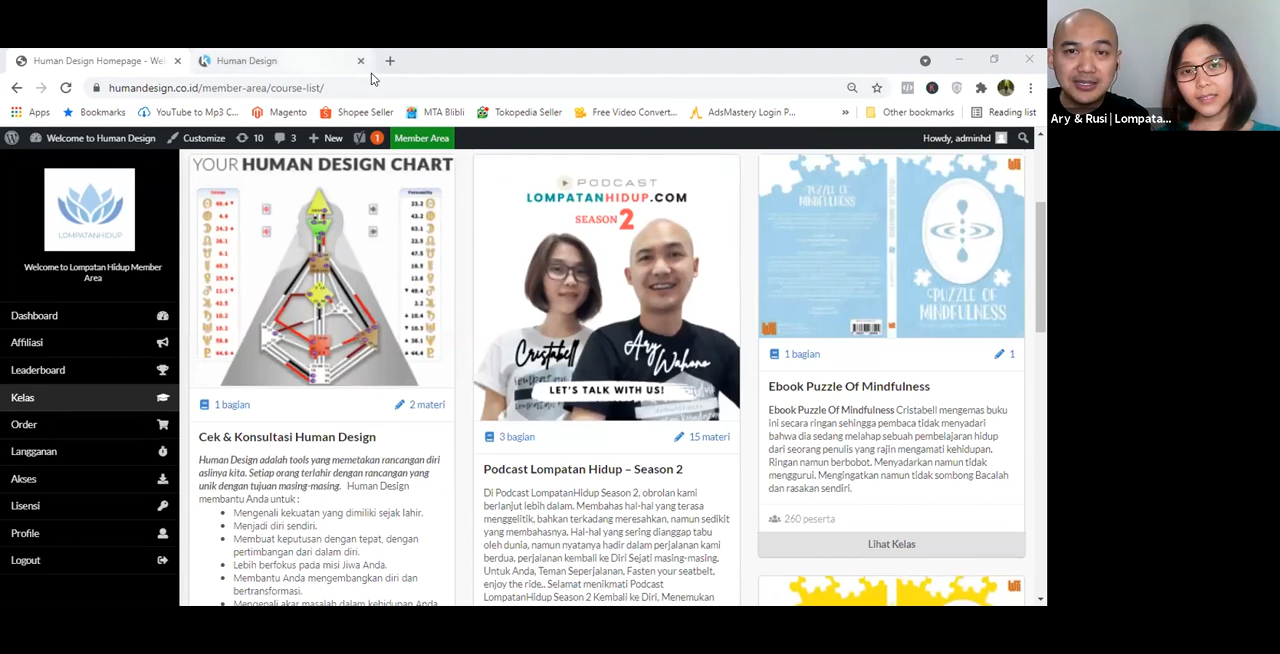 Human Design Homepage - Wel
Human Design
humandesign.co.id/member-area/course-list/
Apps
Bookmarks
YouTube to Mp3 C...
Magento
Shopee Seller
MTA Blibli
Tokopedia Seller
Free Video Convert...
AdsMastery Login P...
»
Other bookmarks
Reading list
Ary & Rusi | Lompata...
Welcome to Human Design
Customize
10
3
New
1
Member Area
Howdy, adminhd
LOMPATANHIDUP
Welcome to Lompatan Hidup Member
Area
Dashboard
Affiliasi
Leaderboard
Kelas
Order
Langganan
Akses
Lisensi
Profile
Logout
YOUR HUMAN DESIGN CHART
Design
Personality
1 bagian
2 materi
Cek & Konsultasi Human Design
Human Design adalah tools yang memetakan rancangan diri
aslinya kita. Setiap orang terlahir dengan rancangan yang
unik dengan tujuan masing-masing. Human Design
membantu Anda untuk :
Mengenali kekuatan yang dimiliki sejak lahir.
Menjadi diri sendiri.
Membuat keputusan dengan tepat, dengan
pertimbangan dari dalam diri.
Lebih berfokus pada misi Jiwa Anda.
Membantu Anda mengembangkan diri dan
bertransformasi.
Mengenali akar masalah dalam kehidupan Anda
PODCAST
LOMPATANHIDUP.COM
SEASON 2
Cristabell
Ary Wahono
LET'S TALK WITH US!
3 bagian
15 materi
Podcast Lompatan Hidup – Season 2
Di Podcast LompatanHidup Season 2, obrolan kami
berlanjut lebih dalam. Membahas hal-hal yang terasa
menggelitik, bahkan terkadang meresahkan, namun sedikit
yang membahasnya. Hal-hal yang sering dianggap tabu
oleh dunia, namun nyatanya hadir dalam perjalanan kami
berdua, perjalanan kembali ke Diri Sejati masing-masing.
Untuk Anda, Teman Seperjalanan, Fasten your seatbelt,
enjoy the ride.. Selamat menikmati Podcast
LompatanHidup Season 2 Kembali ke Diri, Menemukan
PUZZLE OF
MINDFULNESS
PUZZLE OF
MINDFULNESS
1 bagian
1
Ebook Puzzle Of Mindfulness
Ebook Puzzle Of Mindfulness Cristabell mengemas buku
ini secara ringan sehingga pembaca tidak menyadari
bahwa dia sedang melahap sebuah pembelajaran hidup
dari seorang penulis yang rajin mengamati kehidupan.
Ringan namun berbobot. Menyadarkan namun tidak
menggurui. Mengingatkan namun tidak sombong Bacalah
dan rasakan sendiri.
260 peserta
Lihat Kelas